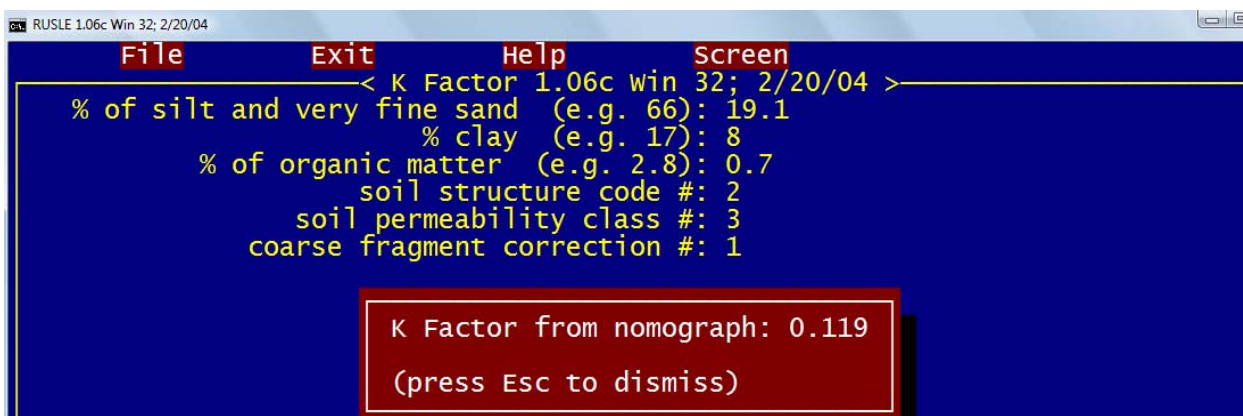 RUSLE 1.06c Win 32; 2/20/04
File Exit Help Screen
< K Factor 1.06c Win 32; 2/20/04 >
% of silt and very fine sand (e.g. 66): 19.1
% clay (e.g. 17): 8
% of organic matter (e.g. 2.8): 0.7
soil structure code #: 2
soil permeability class #: 3
coarse fragment correction #: 1
K Factor from nomograph: 0.119
(press Esc to dismiss)